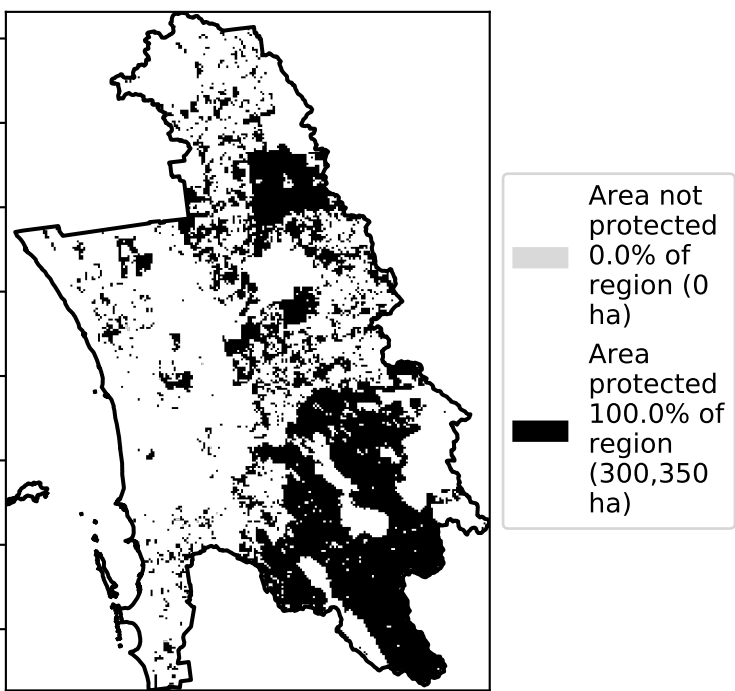 Area not
protected
0.0% of
region (0
ha)
Area
protected
100.0% of
region
(300,350
ha)